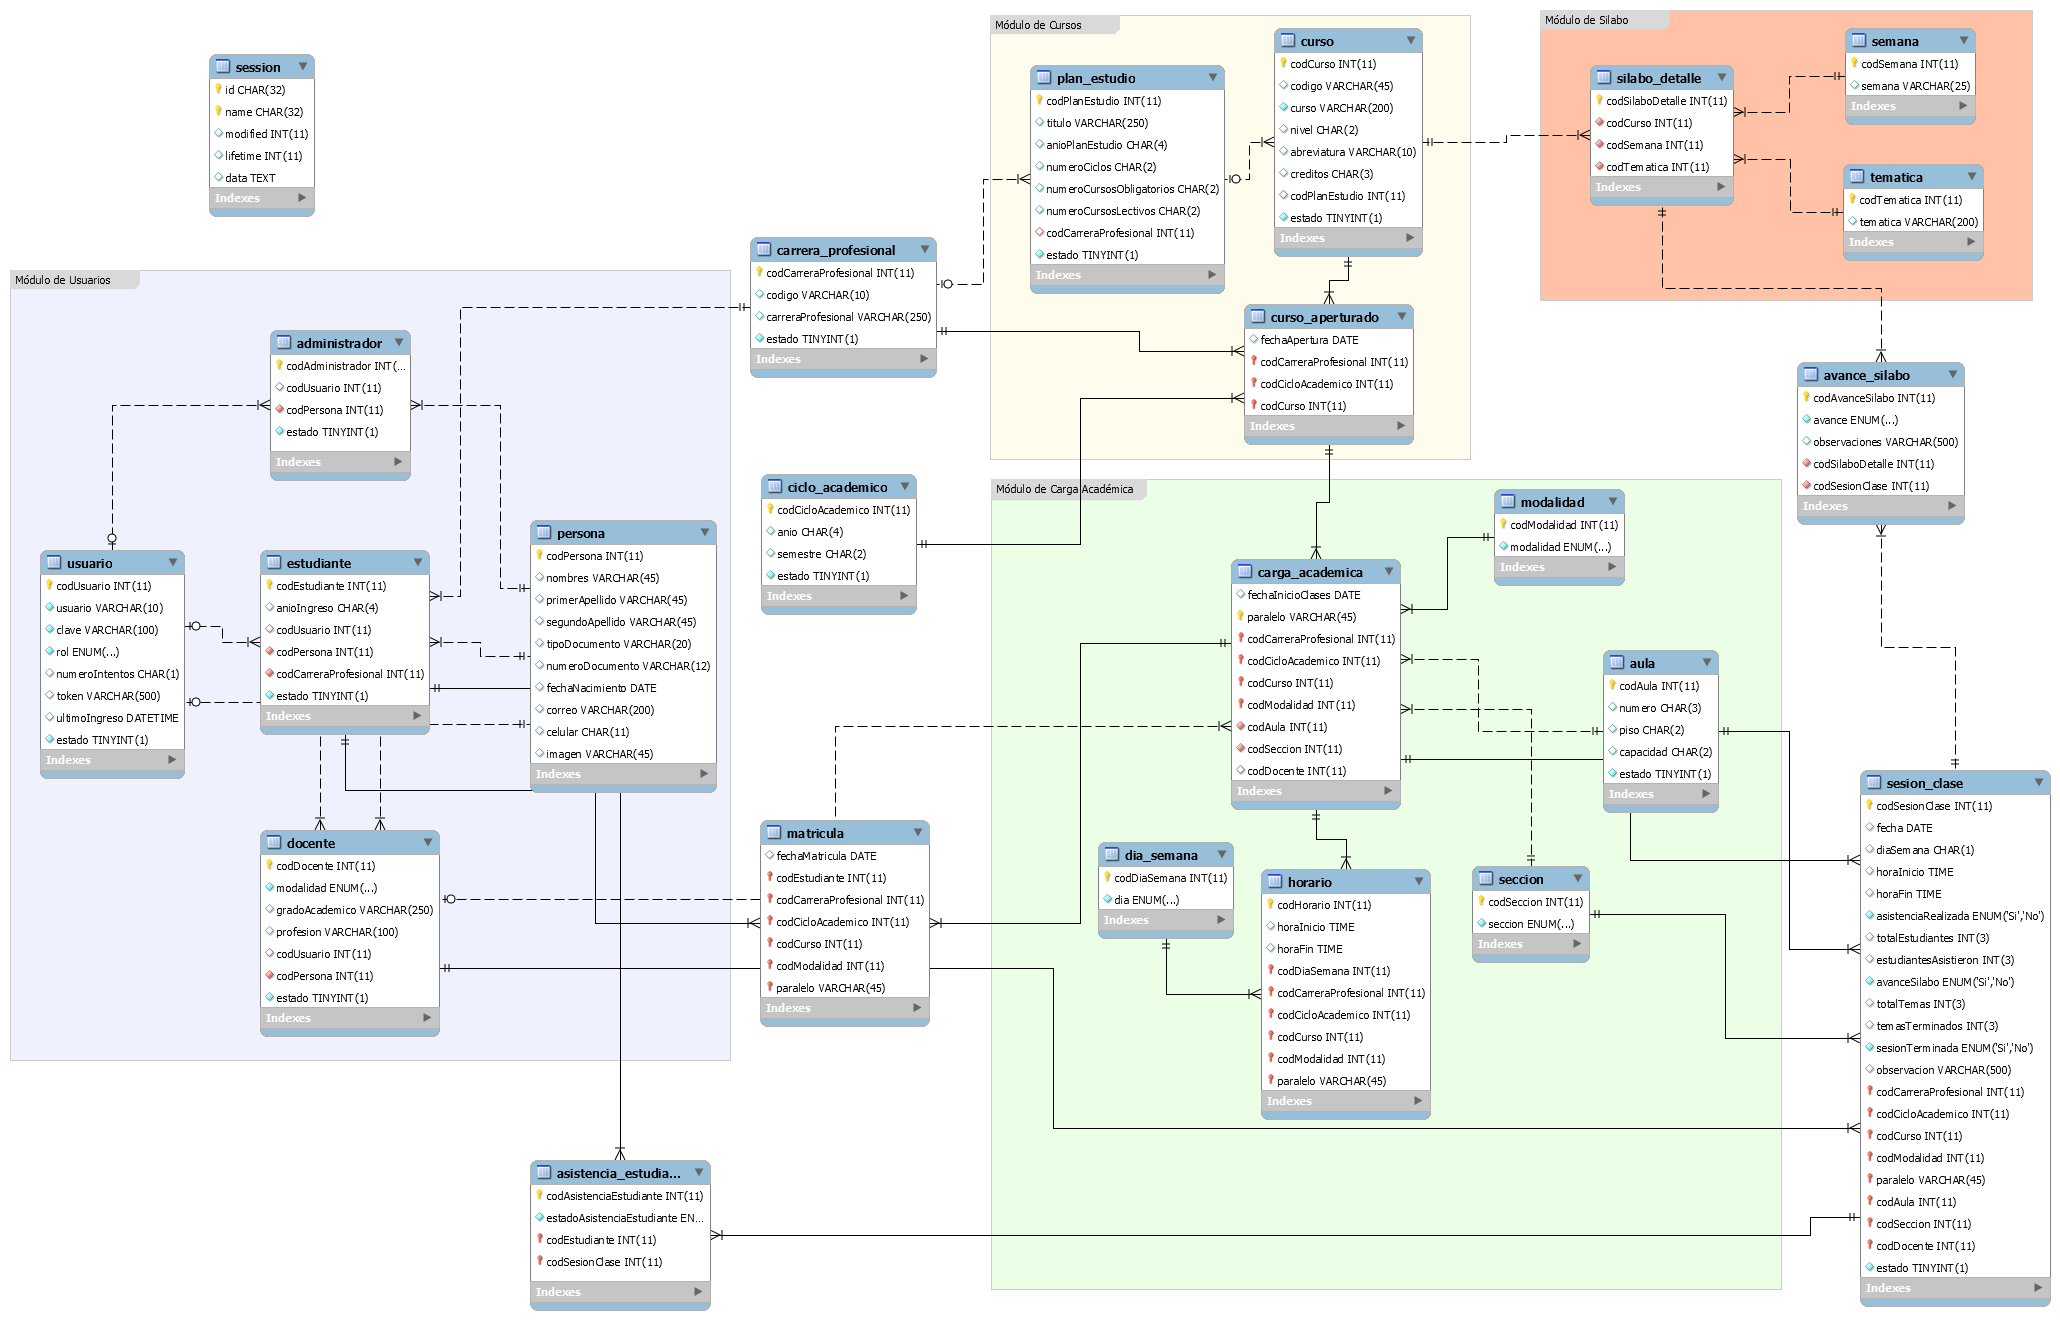 session
id CHAR(32)
name CHAR(32)
modified INT(11)
lifetime INT(11)
data TEXT
Indexes
Módulo de Cursos
plan_estudio
codPlanEstudio INT(11)
titulo VARCHAR(250)
anioPlanEstudio CHAR(4)
numeroCiclos CHAR(2)
numeroCursosObligatorios CHAR(2)
numeroCursosLectivos CHAR(2)
codCarreraProfesional INT(11)
estado TINYINT(1)
Indexes
curso
codCurso INT(11)
codigo VARCHAR(45)
curso VARCHAR(200)
nivel CHAR(2)
abreviatura VARCHAR(10)
creditos CHAR(3)
codPlanEstudio INT(11)
estado TINYINT(1)
Indexes
curso_aperturado
fechaApertura DATE
codCarreraProfesional INT(11)
codCicloAcademico INT(11)
codCurso INT(11)
Indexes
Módulo de Silabo
silabo_detalle
codSilaboDetalle INT(11)
codCurso INT(11)
codSemana INT(11)
codTematica INT(11)
Indexes
semana
codSemana INT(11)
semana VARCHAR(25)
Indexes
tematica
codTematica INT(11)
tematica VARCHAR(200)
Indexes
carrera_profesional
codCarreraProfesional INT(11)
codigo VARCHAR(10)
carreraProfesional VARCHAR(250)
estado TINYINT(1)
Indexes
Módulo de Usuarios
administrador
codAdministrador INT(...
codUsuario INT(11)
codPersona INT(11)
estado TINYINT(1)
Indexes
usuario
codUsuario INT(11)
usuario VARCHAR(10)
clave VARCHAR(100)
rol ENUM(...)
numeroIntentos CHAR(1)
token VARCHAR(500)
ultimoIngreso DATETIME
estado TINYINT(1)
Indexes
estudiante
codEstudiante INT(11)
anioIngreso CHAR(4)
codUsuario INT(11)
codPersona INT(11)
codCarreraProfesional INT(11)
estado TINYINT(1)
Indexes
persona
codPersona INT(11)
nombres VARCHAR(45)
primerApellido VARCHAR(45)
segundoApellido VARCHAR(45)
tipoDocumento VARCHAR(20)
numeroDocumento VARCHAR(12)
fechaNacimiento DATE
correo VARCHAR(200)
celular CHAR(11)
imagen VARCHAR(45)
Indexes
docente
codDocente INT(11)
modalidad ENUM(...)
gradoAcademico VARCHAR(250)
profesion VARCHAR(100)
codUsuario INT(11)
codPersona INT(11)
estado TINYINT(1)
Indexes
ciclo_academico
codCicloAcademico INT(11)
anio CHAR(4)
semestre CHAR(2)
estado TINYINT(1)
Indexes
matricula
fechaMatricula DATE
codEstudiante INT(11)
codCarreraProfesional INT(11)
codCicloAcademico INT(11)
codCurso INT(11)
codModalidad INT(11)
paralelo VARCHAR(45)
Indexes
asistencia_estudia...
codAsistenciaEstudiante INT(11)
estadoAsistenciaEstudiante EN...
codEstudiante INT(11)
codSesionClase INT(11)
Indexes
Módulo de Carga Académica
carga_academica
fechaInicioClases DATE
paralelo VARCHAR(45)
codCarreraProfesional INT(11)
codCicloAcademico INT(11)
codCurso INT(11)
codModalidad INT(11)
codAula INT(11)
codSeccion INT(11)
codDocente INT(11)
Indexes
modalidad
codModalidad INT(11)
modalidad ENUM(...)
Indexes
aula
codAula INT(11)
numero CHAR(3)
piso CHAR(2)
capacidad CHAR(2)
estado TINYINT(1)
Indexes
dia_semana
codDiaSemana INT(11)
dia ENUM(...)
Indexes
horario
codHorario INT(11)
horaInicio TIME
horaFin TIME
codDiaSemana INT(11)
codCarreraProfesional INT(11)
codCicloAcademico INT(11)
codCurso INT(11)
codModalidad INT(11)
paralelo VARCHAR(45)
Indexes
seccion
codSeccion INT(11)
seccion ENUM(...)
Indexes
avance_silabo
codAvanceSilabo INT(11)
avance ENUM(...)
observaciones VARCHAR(500)
codSilaboDetalle INT(11)
codSesionClase INT(11)
Indexes
sesion_clase
codSesionClase INT(11)
fecha DATE
diaSemana CHAR(1)
horaInicio TIME
horaFin TIME
asistenciaRealizada ENUM('Si','No')
totalEstudiantes INT(3)
estudiantesAsistieron INT(3)
avanceSilabo ENUM('Si','No')
totalTemas INT(3)
temasTerminados INT(3)
sesionTerminada ENUM('Si','No')
observacion VARCHAR(500)
codCarreraProfesional INT(11)
codCicloAcademico INT(11)
codCurso INT(11)
codModalidad INT(11)
paralelo VARCHAR(45)
codAula INT(11)
codSeccion INT(11)
codDocente INT(11)
estado TINYINT(1)
Indexes